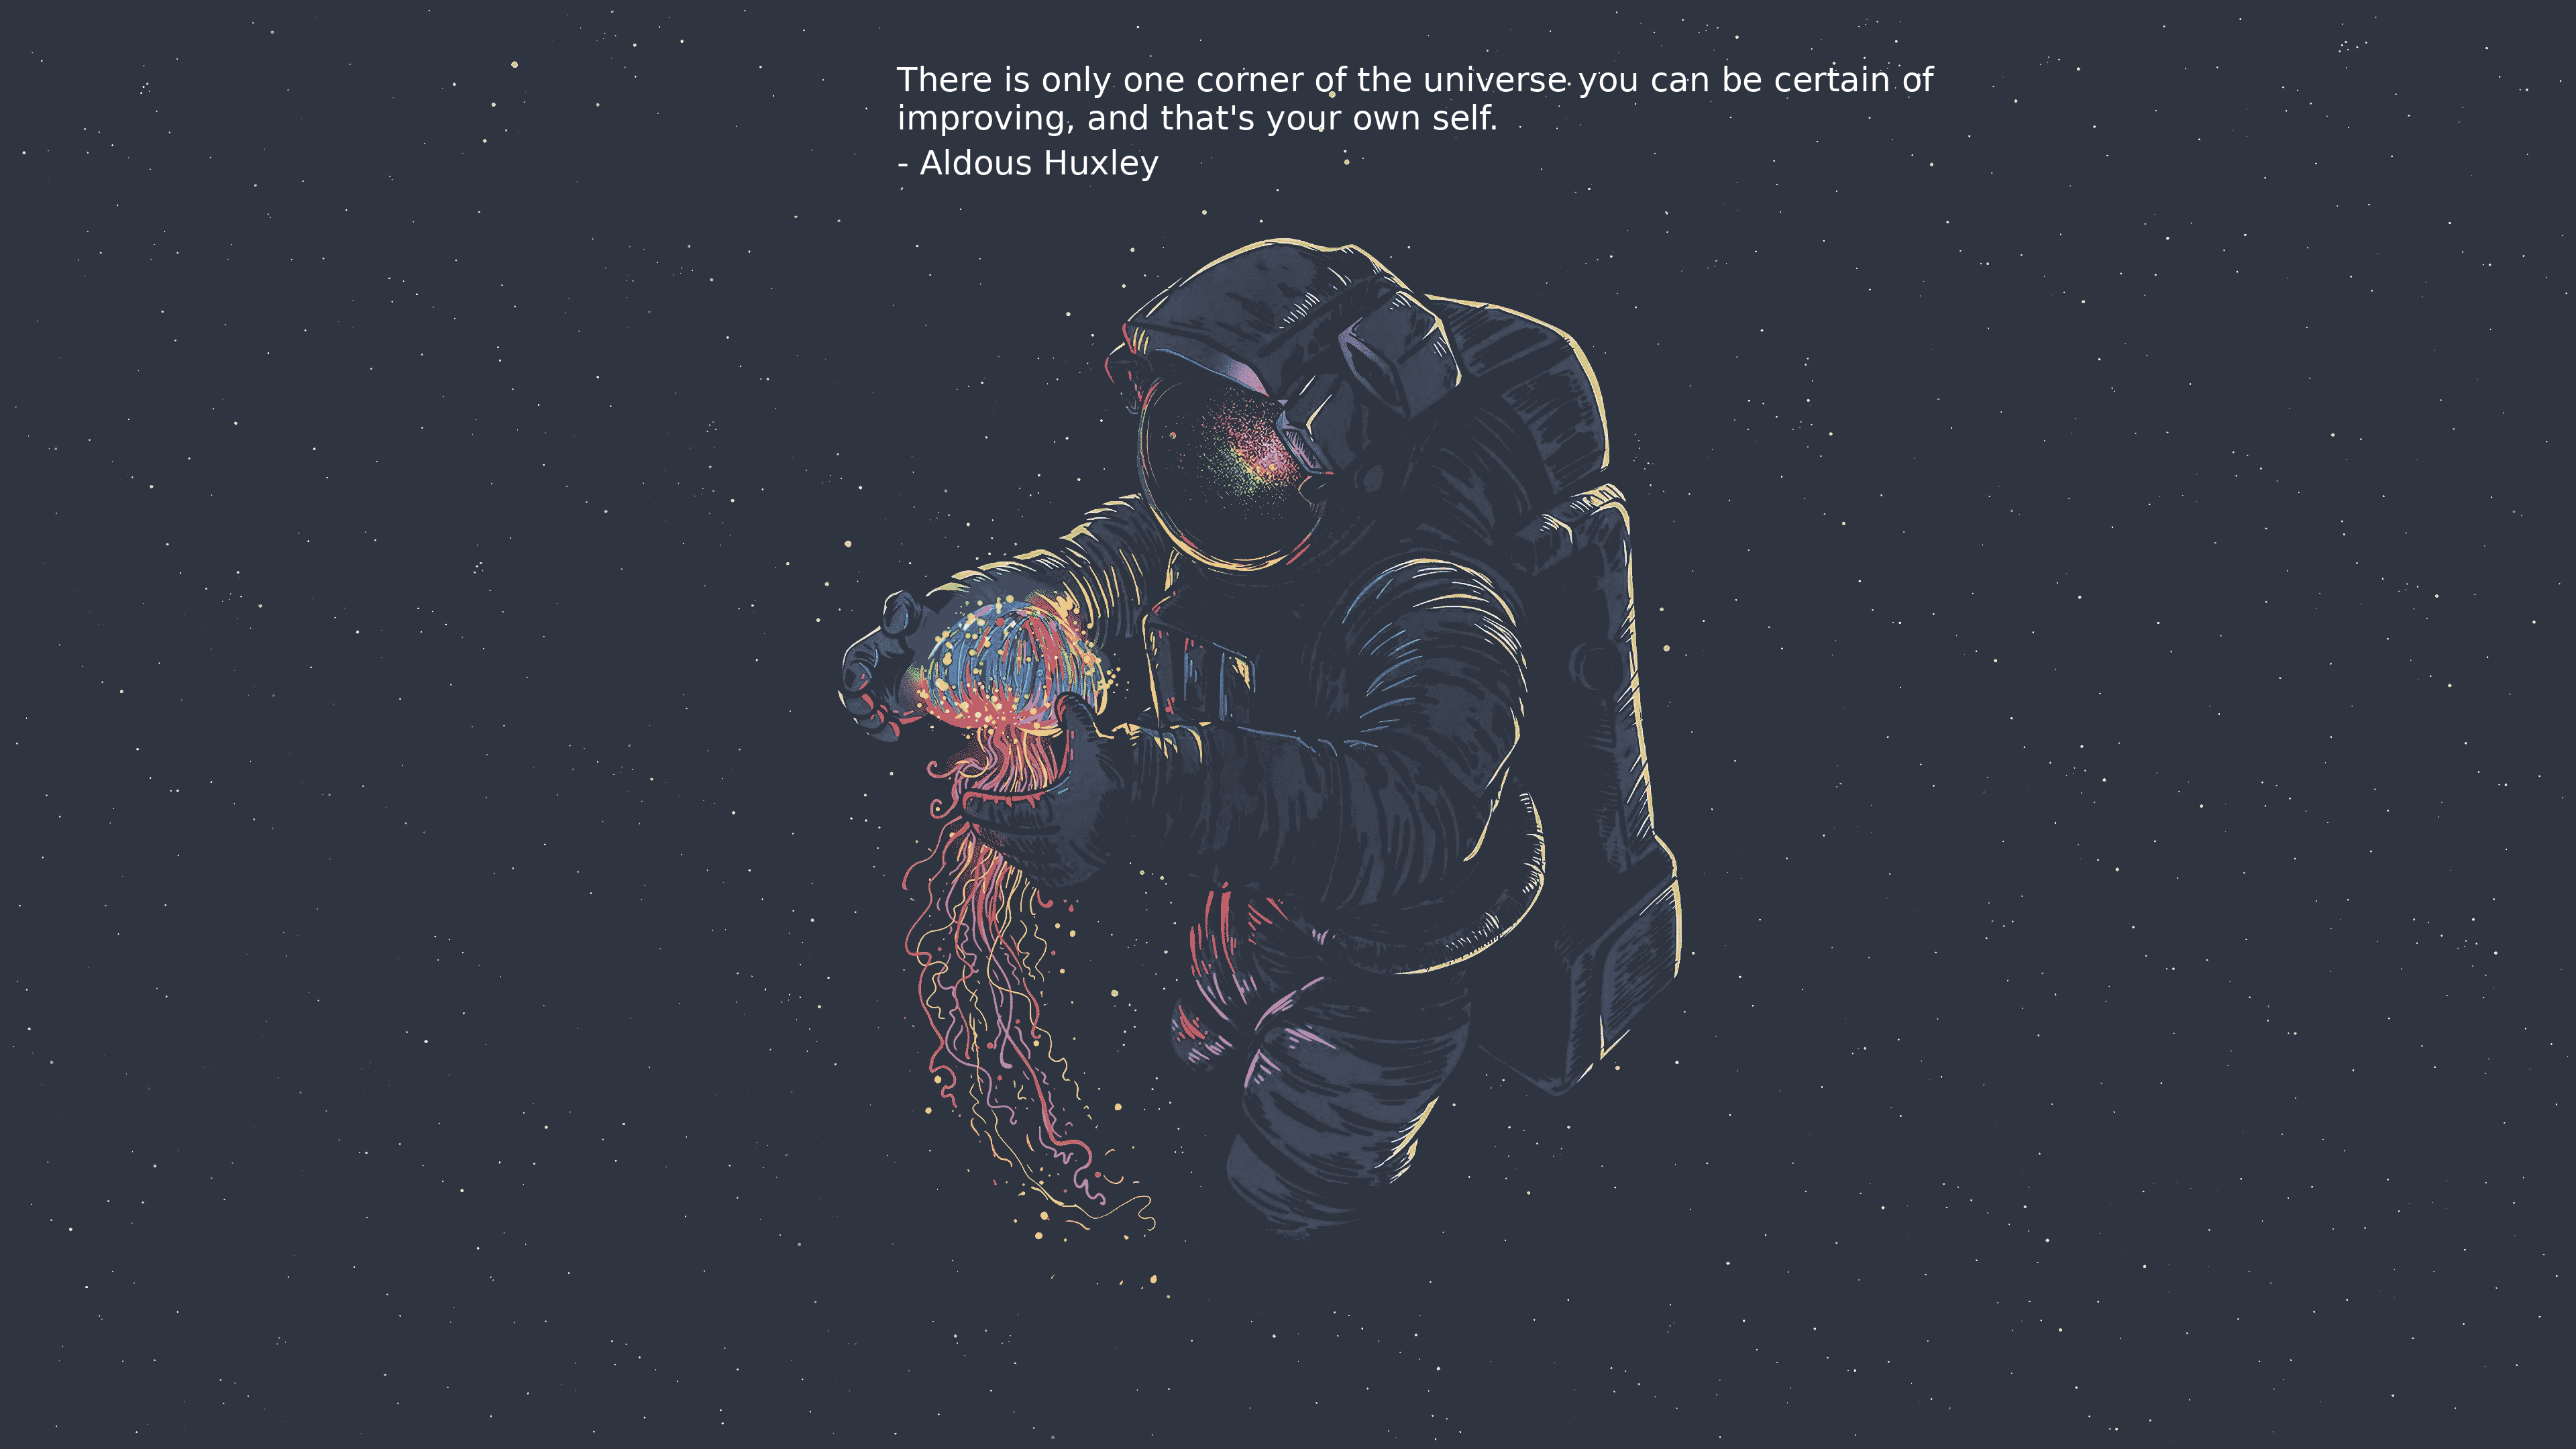 There is only one corner of the universe you can be certain of
improving, and that's your own self.
- Aldous Huxley